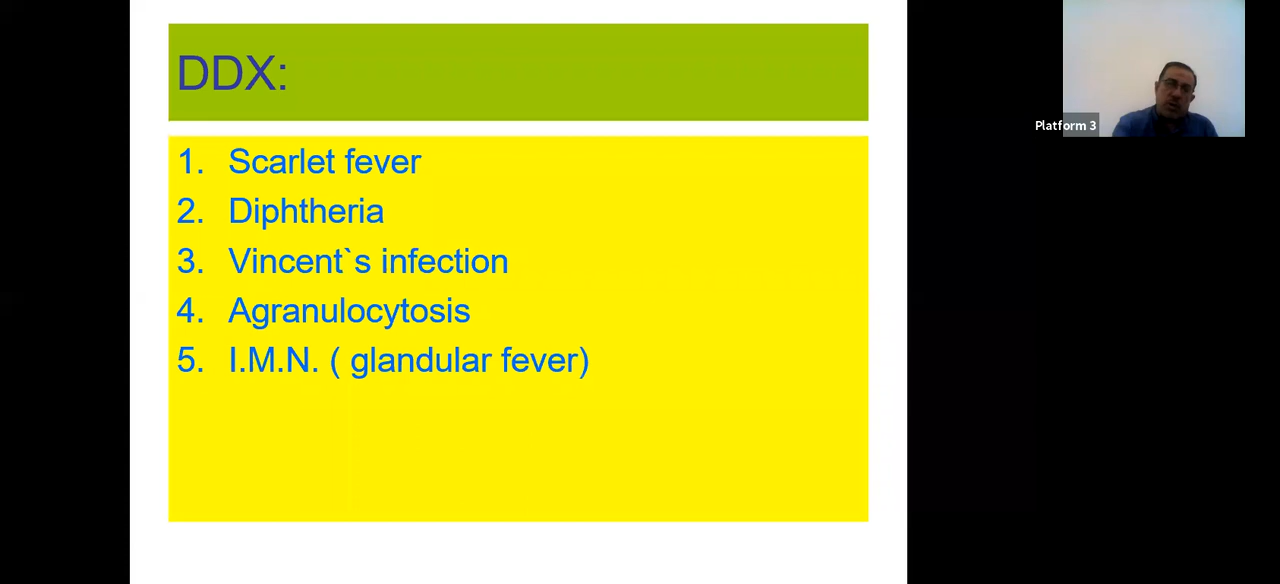 DDX:
1. Scarlet fever
2. Diphtheria
3. Vincent`s infection
4. Agranulocytosis
5. I.M.N. ( glandular fever)
Platform 3